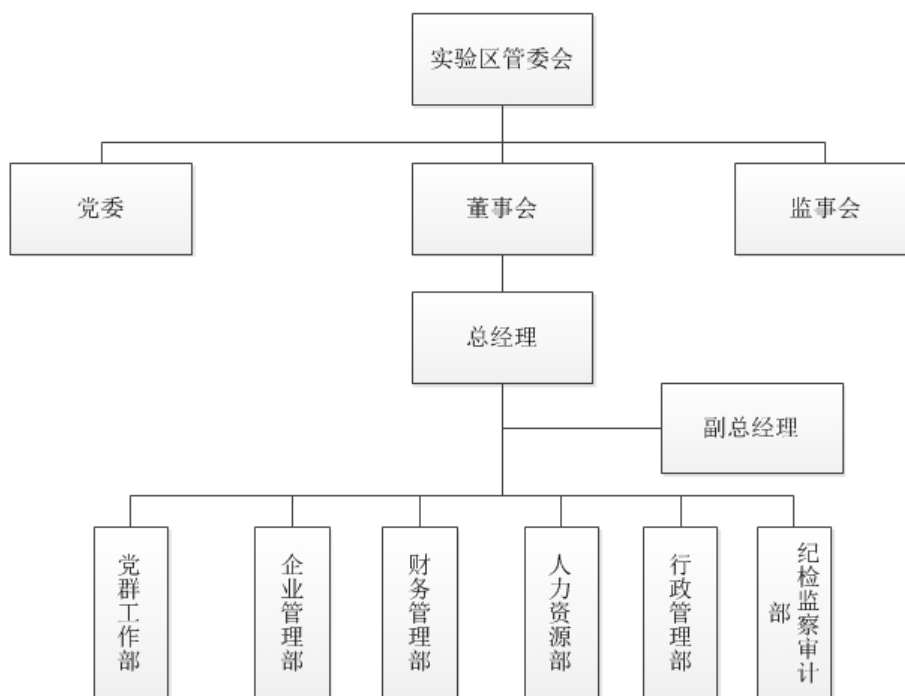 实验区管委会
党委
董事会
监事会
总经理
副总经理
党群工作部
企业管理部
财务管理部
人力资源部
行政管理部
纪检监察审计
部